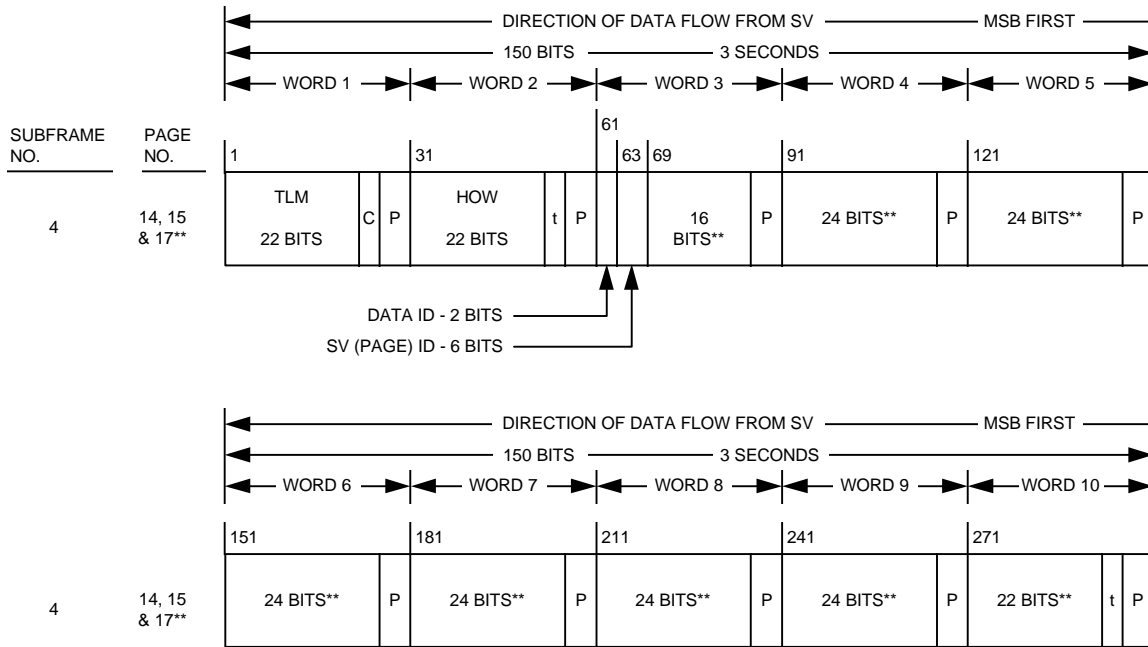 DIRECTION OF DATA FLOW FROM SV MSB FIRST
150 BITS 3 SECONDS
WORD 1 WORD 2 WORD 3 WORD 4 WORD 5
SUBFRAME NO.
PAGE NO.
1 31 61 63 69 91 121
4
14, 15 & 17**
TLM
22 BITS
C
P
HOW
22 BITS
t
P
16 BITS**
P
24 BITS**
P
24 BITS**
P
DATA ID - 2 BITS
SV (PAGE) ID - 6 BITS
DIRECTION OF DATA FLOW FROM SV MSB FIRST
150 BITS 3 SECONDS
WORD 6 WORD 7 WORD 8 WORD 9 WORD 10
151 181 211 241 271
4
14, 15 & 17**
24 BITS**
P
24 BITS**
P
24 BITS**
P
24 BITS**
P
22 BITS**
t
P